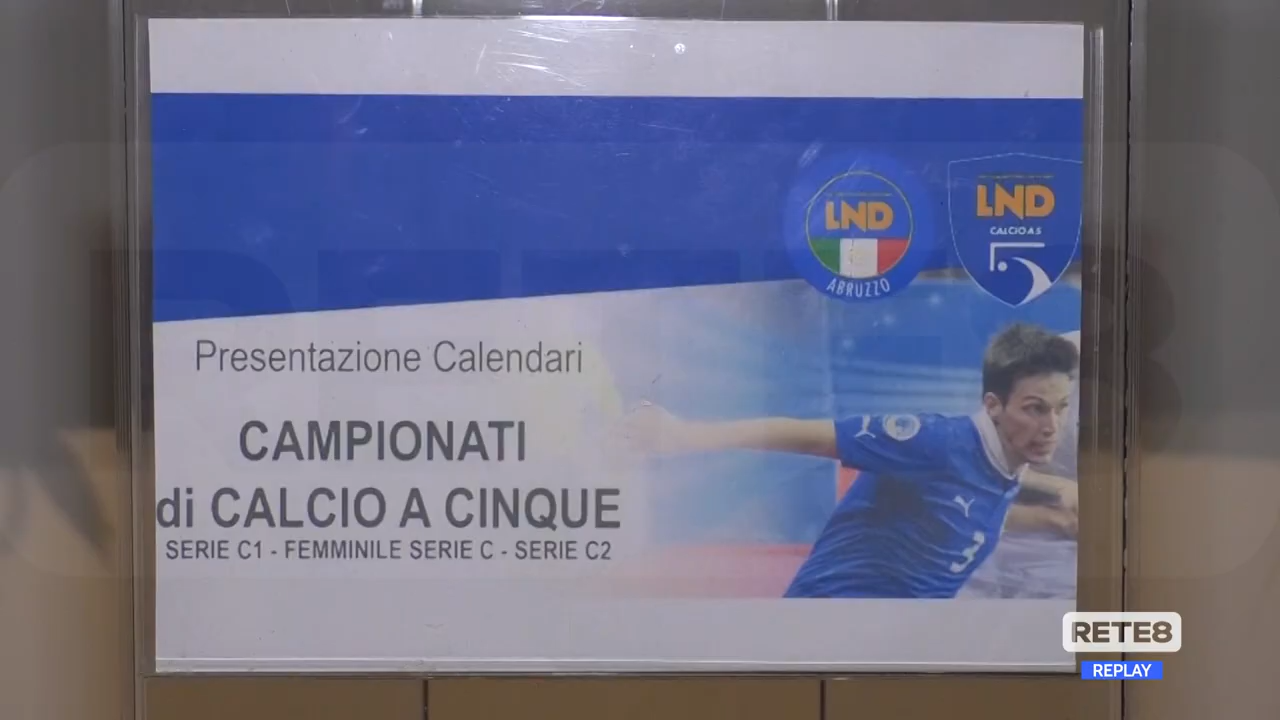 LND
ABRUZZO
LND
CALCIO A 5
Presentazione Calendari
CAMPIONATI
di CALCIO A CINQUE
SERIE C1 - FEMMINILE SERIE C - SERIE C2
3
RETE8
REPLAY